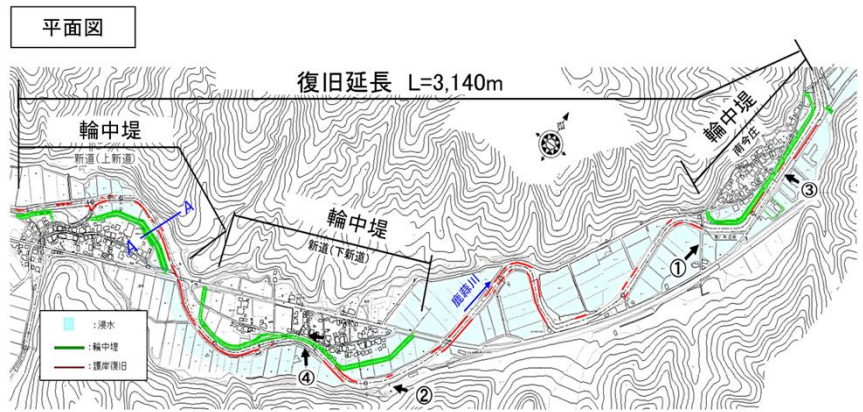 平面図
復旧延長 L=3,140m
輪中堤
新道(上新道)
輪中堤
新道(下新道)
輪中堤
南今庄
A
A
鹿蒜川
①
②
③
④
:浸水
:輪中堤
:護岸復旧